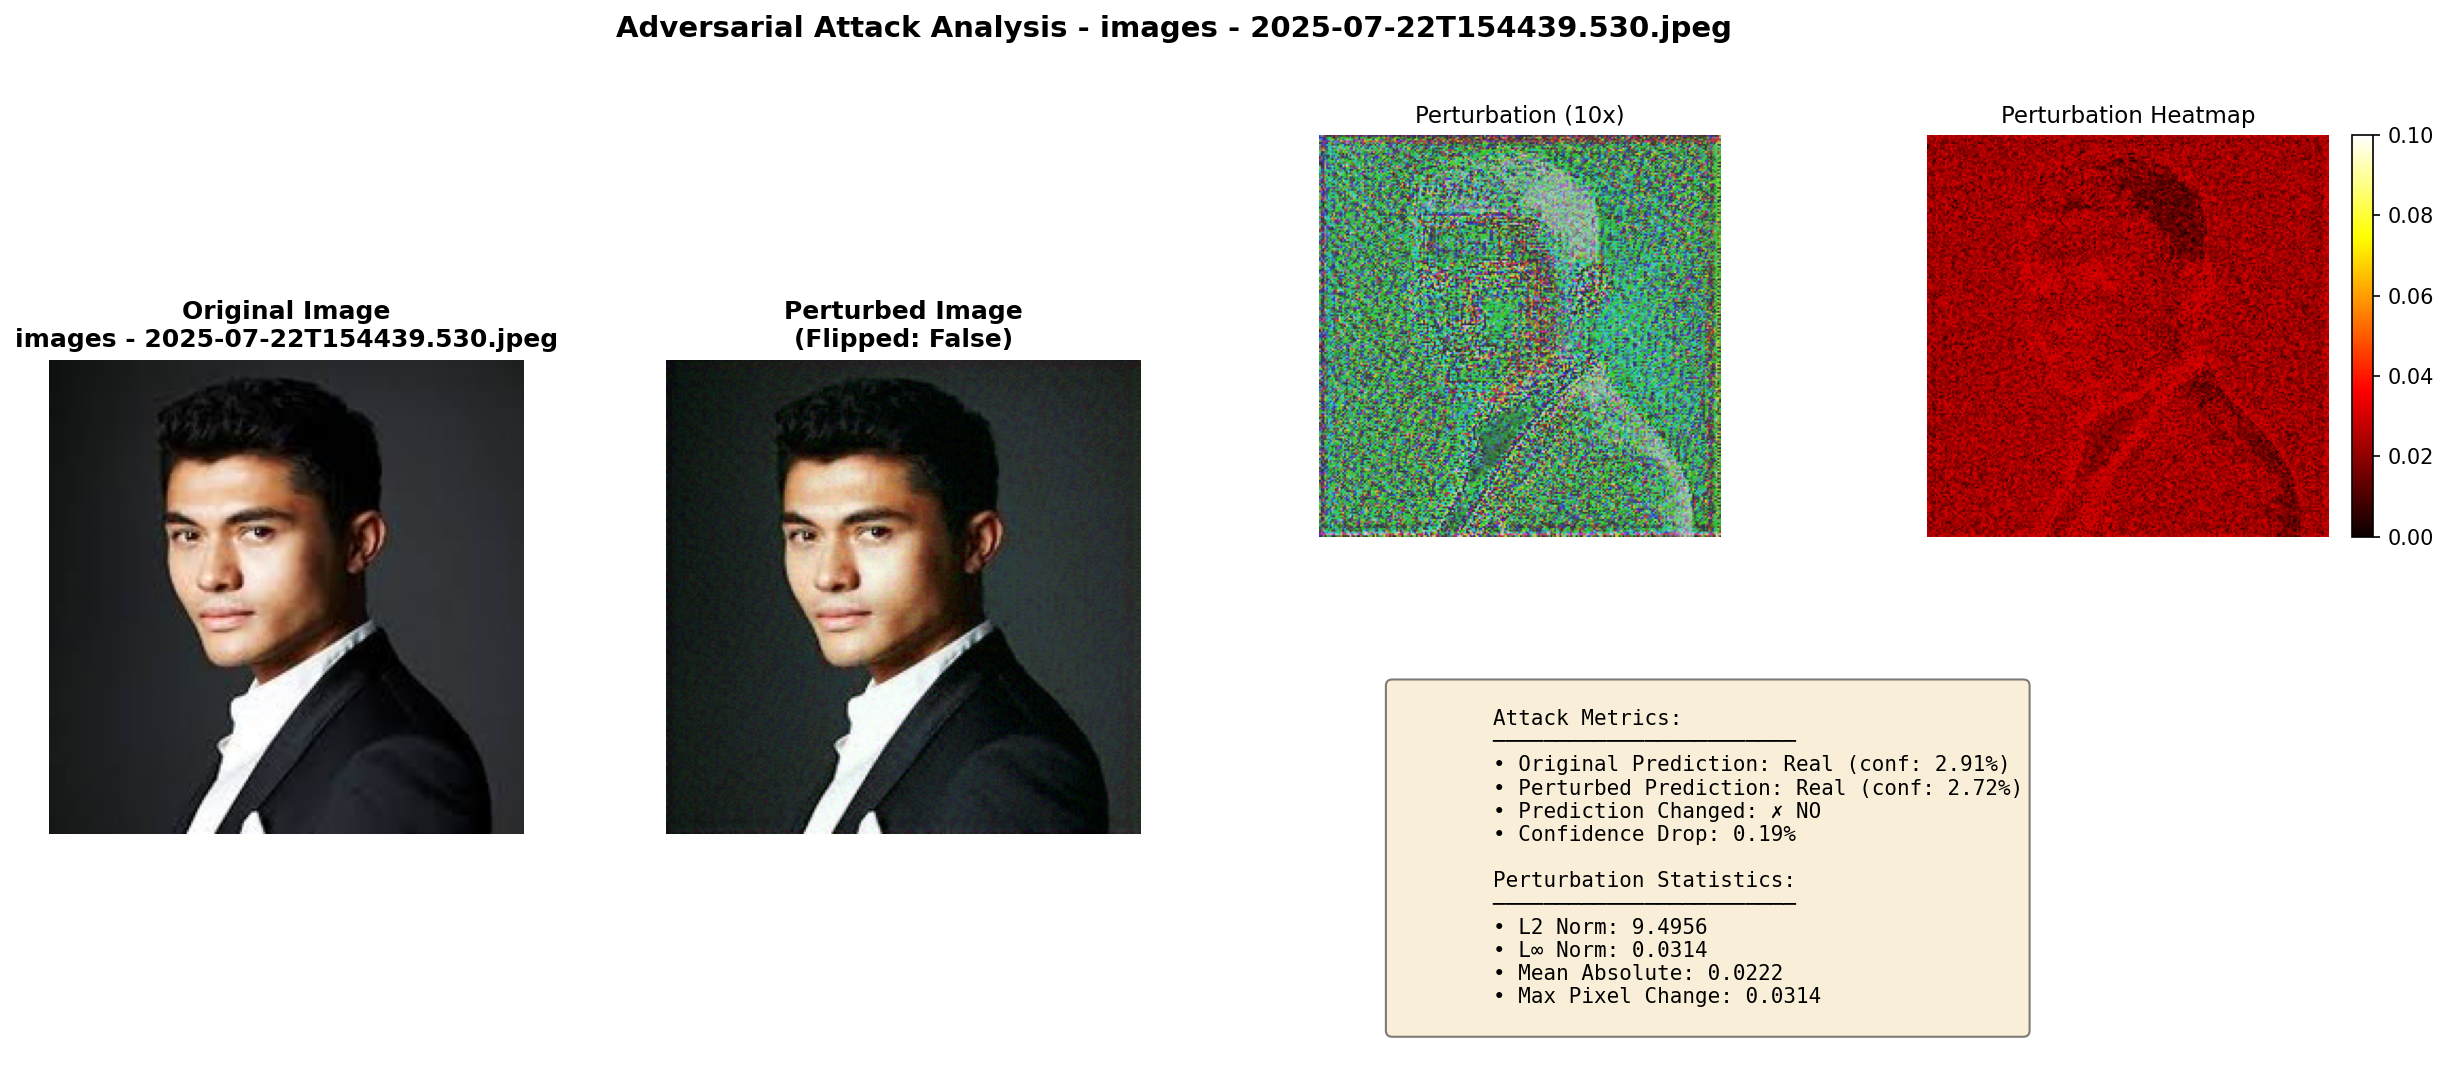 Adversarial Attack Analysis - images - 2025-07-22T154439.530.jpeg
Original Image
images - 2025-07-22T154439.530.jpeg
Perturbed Image
(Flipped: False)
Perturbation (10x)
Perturbation Heatmap
0.10
0.08
0.06
0.04
0.02
0.00
Attack Metrics:
• Original Prediction: Real (conf: 2.91%)
• Perturbed Prediction: Real (conf: 2.72%)
• Prediction Changed: ✗ NO
• Confidence Drop: 0.19%
Perturbation Statistics:
• L2 Norm: 9.4956
• L∞ Norm: 0.0314
• Mean Absolute: 0.0222
• Max Pixel Change: 0.0314